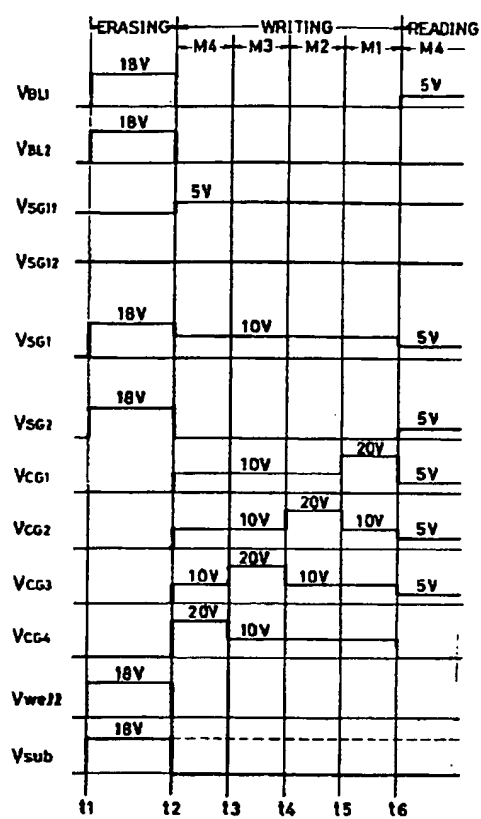 ERASING WRITING READING
M4 M3 M2 M1 M4
VBL1 18V 5V
VBL2 18V
VSG11 5V
VSG12
VSG1 18V 10V 5V
VSG2 18V 5V
VCG1 10V 20V 5V
VCG2 10V 20V 10V 5V
VCG3 10V 20V 10V 5V
VCG4 20V 10V
Vwell 18V
Vsub 18V
t1 t2 t3 t4 t5 t6